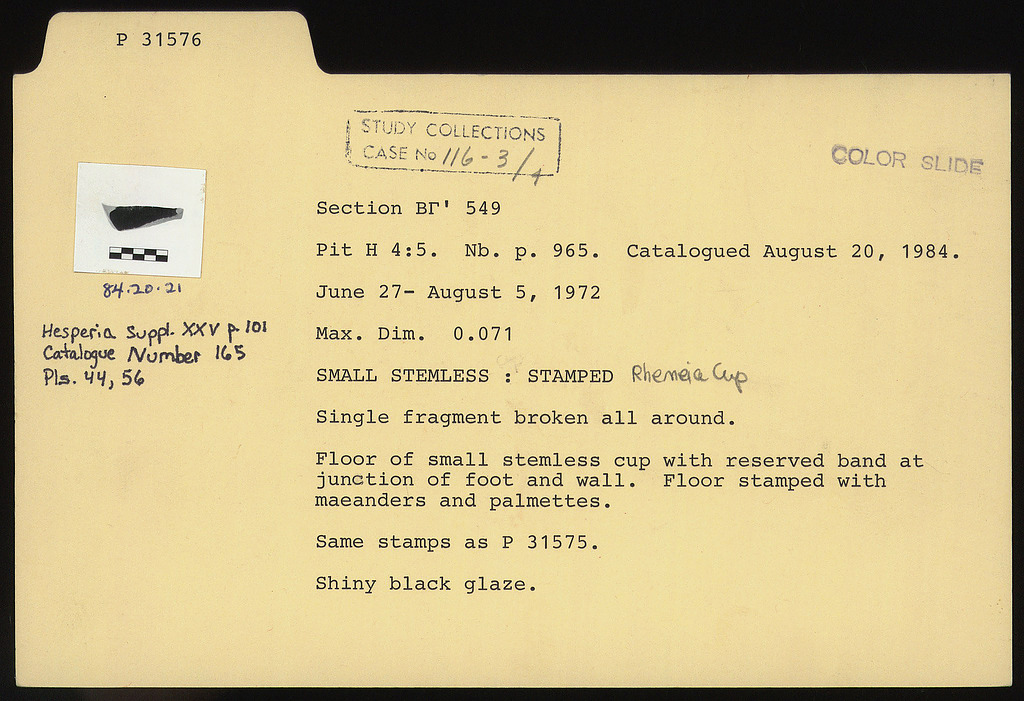 P 31576
STUDY COLLECTIONS
CASE No 116-3/4
COLOR SLIDE
84.20.21
Hesperia Suppl. XXV p. 101
Catalogue Number 165
Pls. 44, 56
Section ΒΓ' 549
Pit H 4:5. Nb. p. 965. Catalogued August 20, 1984.
June 27- August 5, 1972
Max. Dim. 0.071
SMALL STEMLESS : STAMPED Rheneia Cup
Single fragment broken all around.
Floor of small stemless cup with reserved band at
junction of foot and wall. Floor stamped with
maeanders and palmettes.
Same stamps as P 31575.
Shiny black glaze.